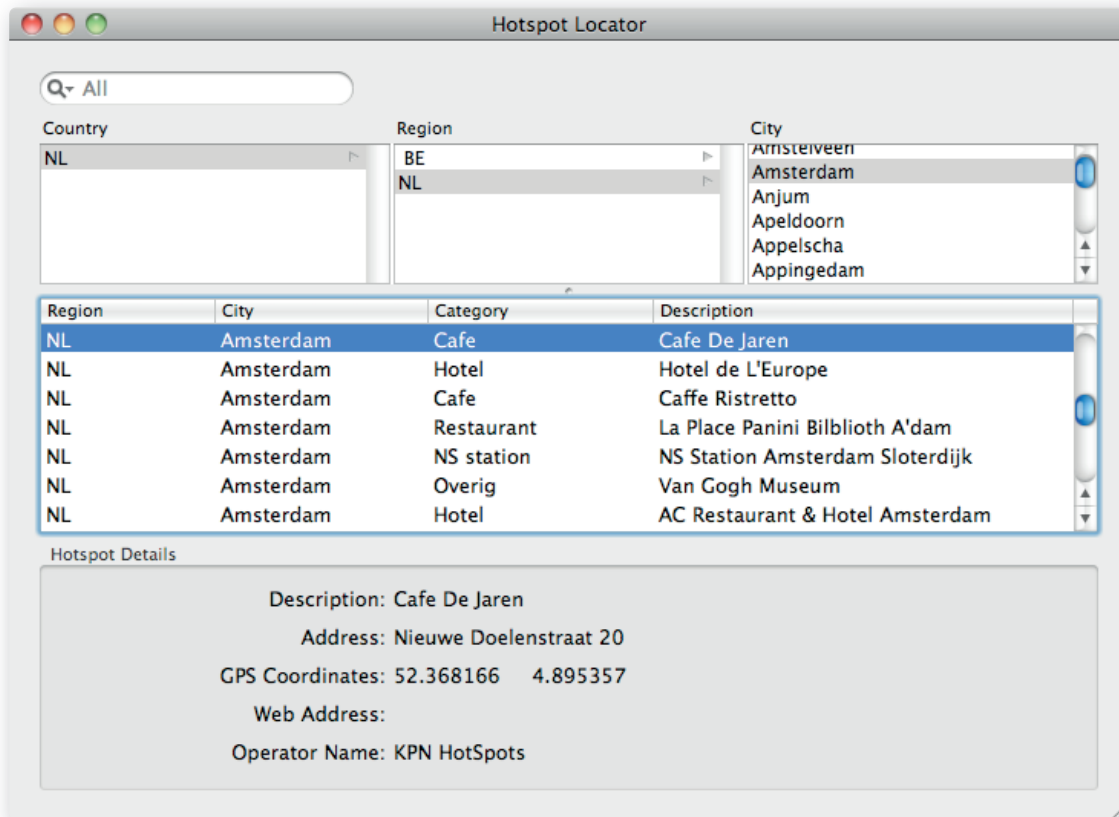 Hotspot Locator
All
Country Region City
NL BE Amstelveen
NL Amsterdam
Anjum
Apeldoorn
Appelscha
Appingedam
Region City Category Description
NL Amsterdam Cafe Cafe De Jaren
NL Amsterdam Hotel Hotel de L'Europe
NL Amsterdam Cafe Caffe Ristretto
NL Amsterdam Restaurant La Place Panini Bilblioth A'dam
NL Amsterdam NS station NS Station Amsterdam Sloterdijk
NL Amsterdam Overig Van Gogh Museum
NL Amsterdam Hotel AC Restaurant & Hotel Amsterdam
Hotspot Details
Description: Cafe De Jaren
Address: Nieuwe Doelenstraat 20
GPS Coordinates: 52.368166 4.895357
Web Address:
Operator Name: KPN HotSpots